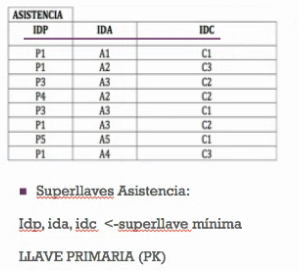 ASISTENCIA
IDP IDA IDC
P1 A1 C1
P1 A2 C3
P3 A3 C2
P4 A2 C2
P3 A3 C1
P1 A3 C2
P5 A5 C1
P1 A4 C3
▪ Superllaves Asistencia:
Idp, ida, idc <-superllave mínima
LLAVE PRIMARIA (PK)